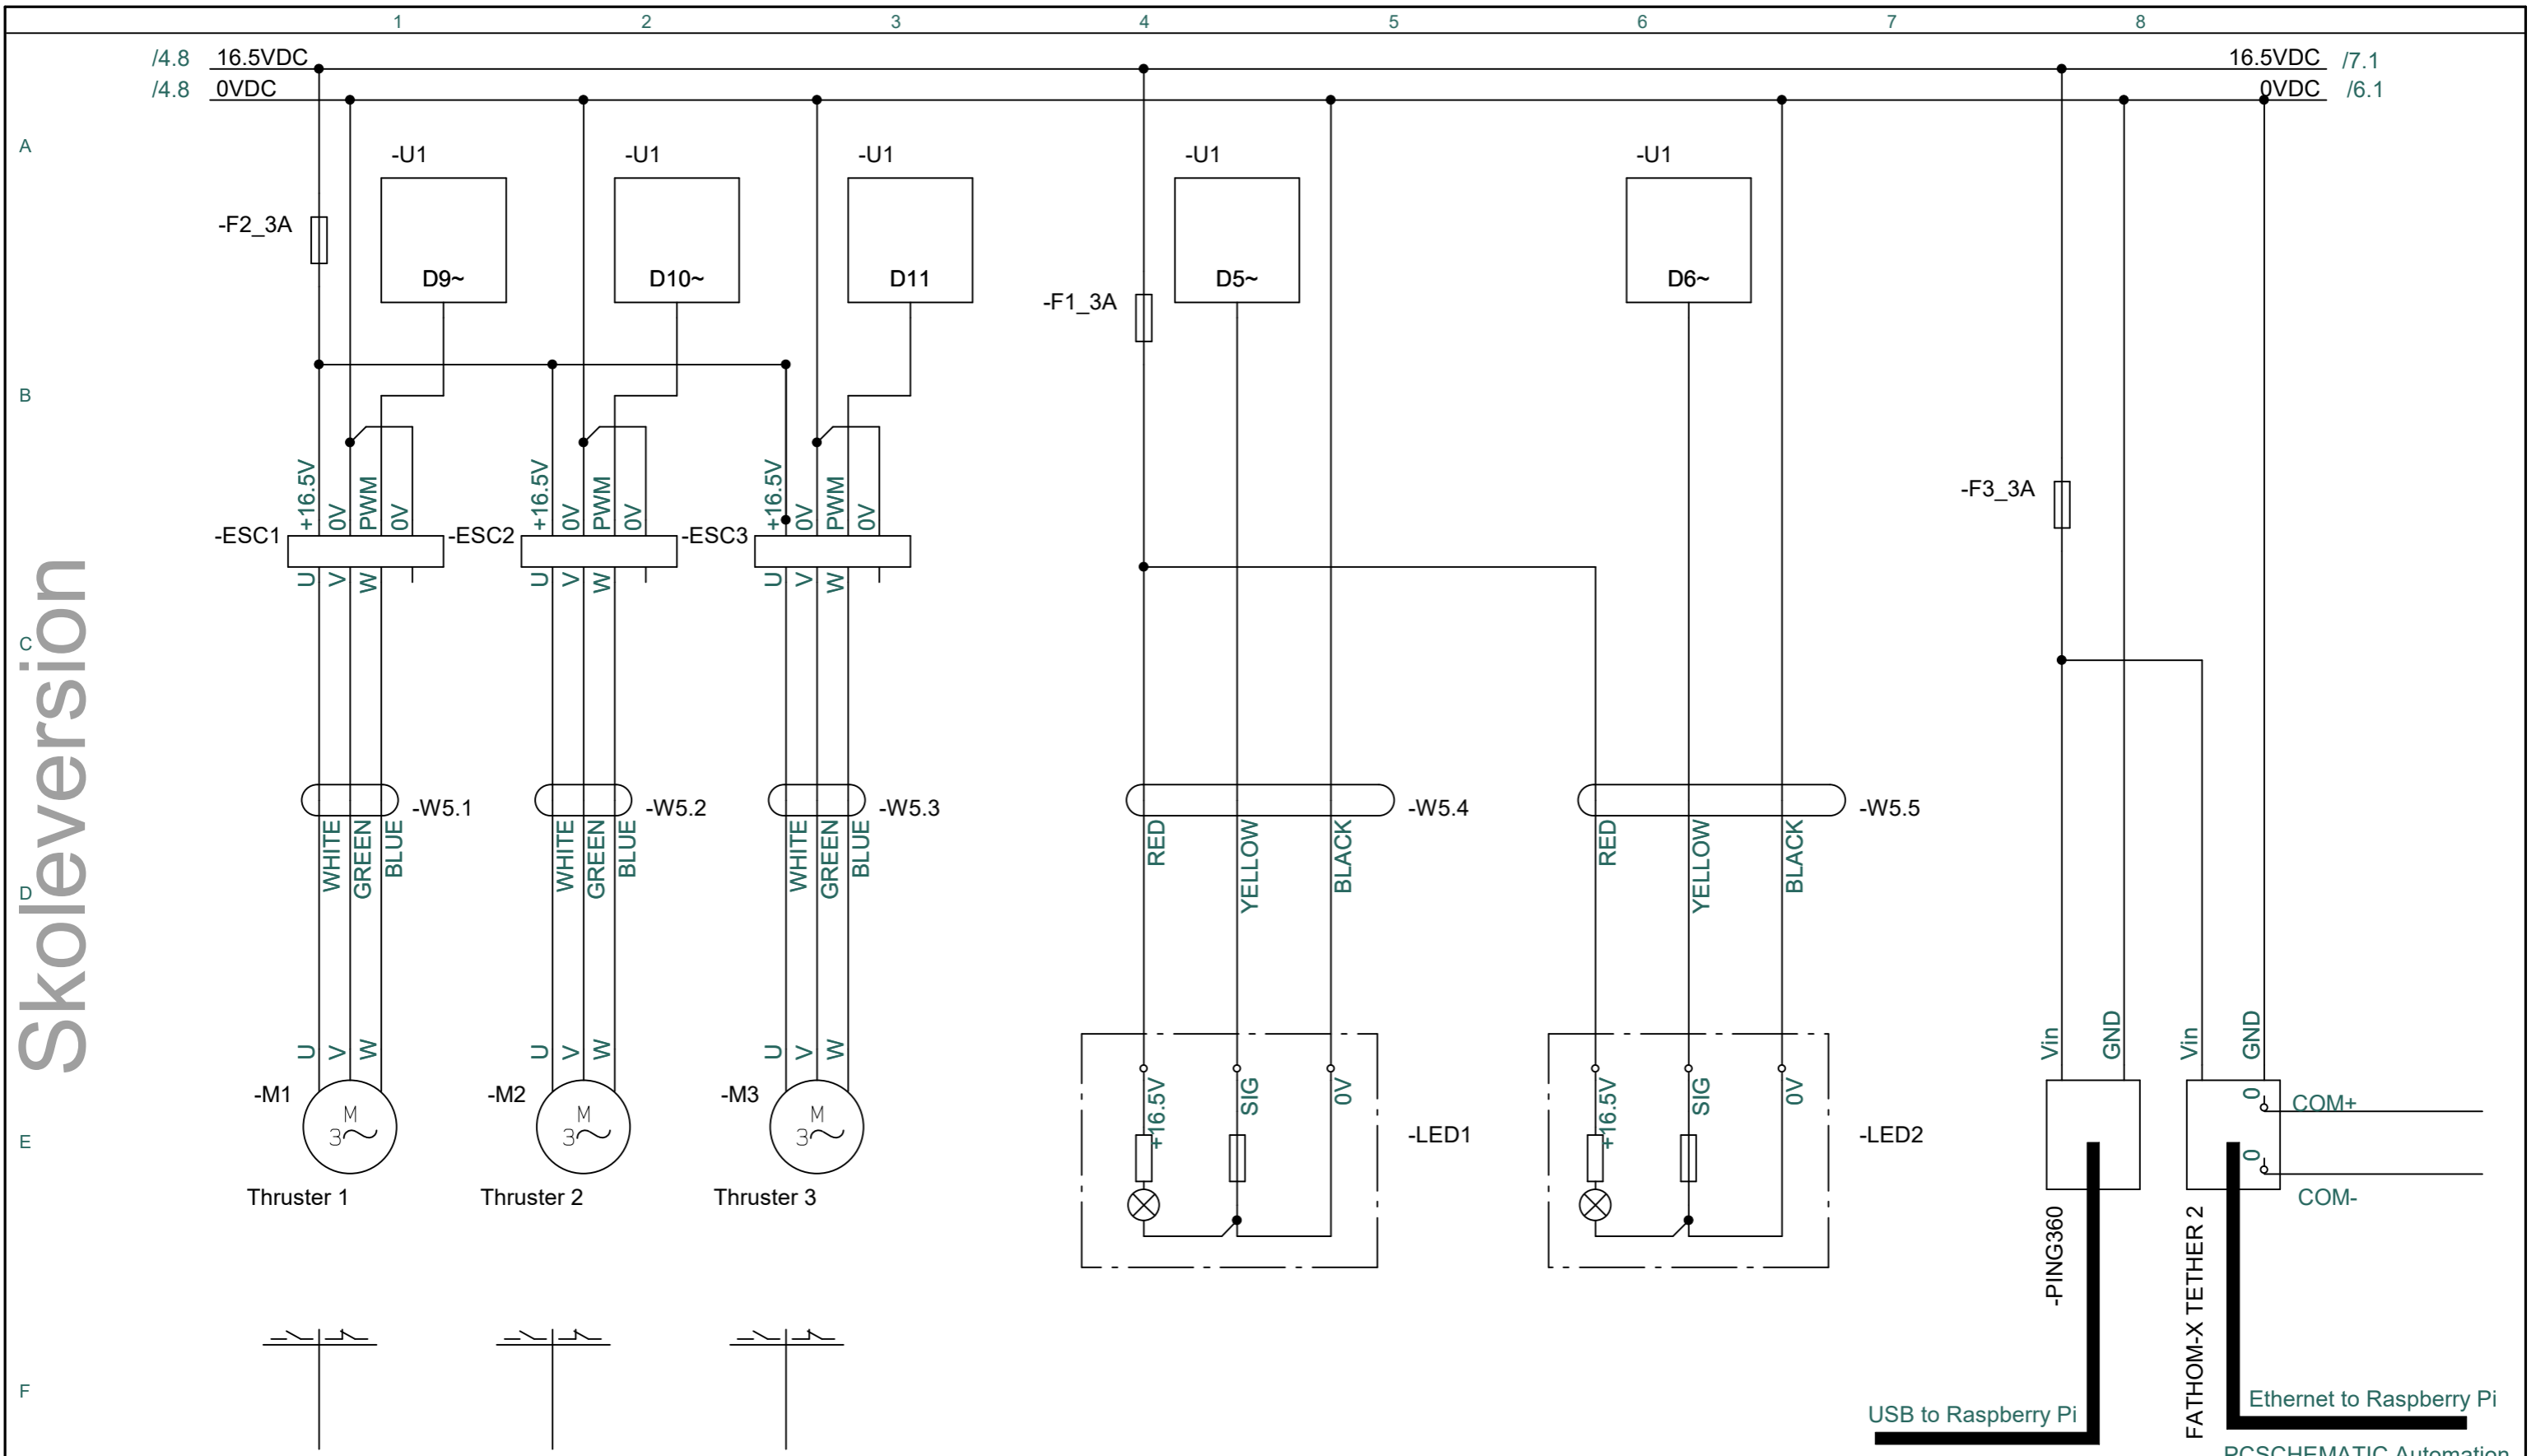 1 2 3 4 5 6 7 8
/4.8 16.5VDC 16.5VDC /7.1
/4.8 0VDC 0VDC /6.1
A
-U1 -U1 -U1 -U1 -U1
-F2_3A
D9~ D10~ D11 D5~ D6~
-F1_3A
B
+16.5V 0V PWM 0V +16.5V 0V PWM 0V +16.5V 0V PWM 0V
-F3_3A
-ESC1 -ESC2 -ESC3
U V W U V W U V W
C
Skoleversion
-W5.1 -W5.2 -W5.3 -W5.4 -W5.5
WHITE GREEN BLUE WHITE GREEN BLUE WHITE GREEN BLUE RED YELLOW BLACK RED YELLOW BLACK
D
U V W U V W U V W Vin GND Vin GND
-M1 -M2 -M3
+16.5V SIG 0V +16.5V SIG 0V
M 3~ M 3~ M 3~
0 COM+
E
-LED1 -LED2
0
COM-
Thruster 1 Thruster 2 Thruster 3
-PING360
FATHOM-X TETHER 2
F
Ethernet to Raspberry Pi
USB to Raspberry Pi
PCSCHEMATIC Automation